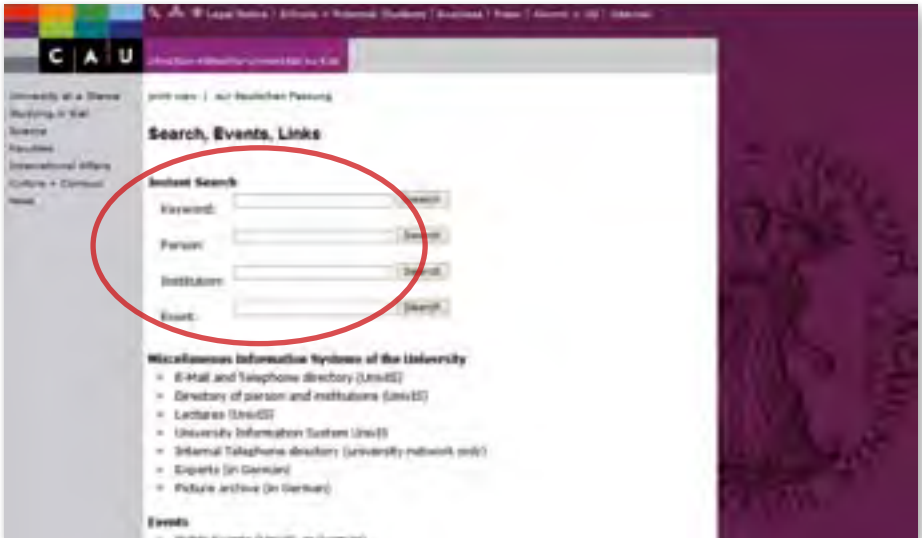 Legal Notice | Sitemap | Potential Students | Business | Press | Alumni
C A U
Christian-Albrechts-Universität zu Kiel
University at a Glance
Studying in Kiel
Science
Faculties
International Affairs
Culture + Campus
News
print view | zur deutschen Fassung
Search, Events, Links
Instant Search
Keyword: Search
Person: Search
Institution: Search
Event: Search
Miscellaneous Information Systems of the University
E-Mail and Telephone directory (UnivIS)
Directory of person and institutions (UnivIS)
Lectures (UnivIS)
University Information System UnivIS
Internal Telephone directory (university network only)
Experts (in German)
Picture archive (in German)
Events